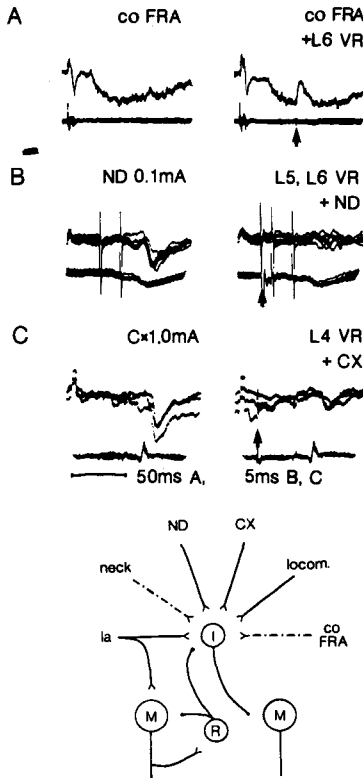 A co FRA co FRA
+L6 VR
B ND 0.1mA L5, L6 VR
+ ND
C Cx1.0mA L4 VR
+ CX
50ms A, 5ms B, C
ND CX
neck locom.
Ia I co
FRA
M R M